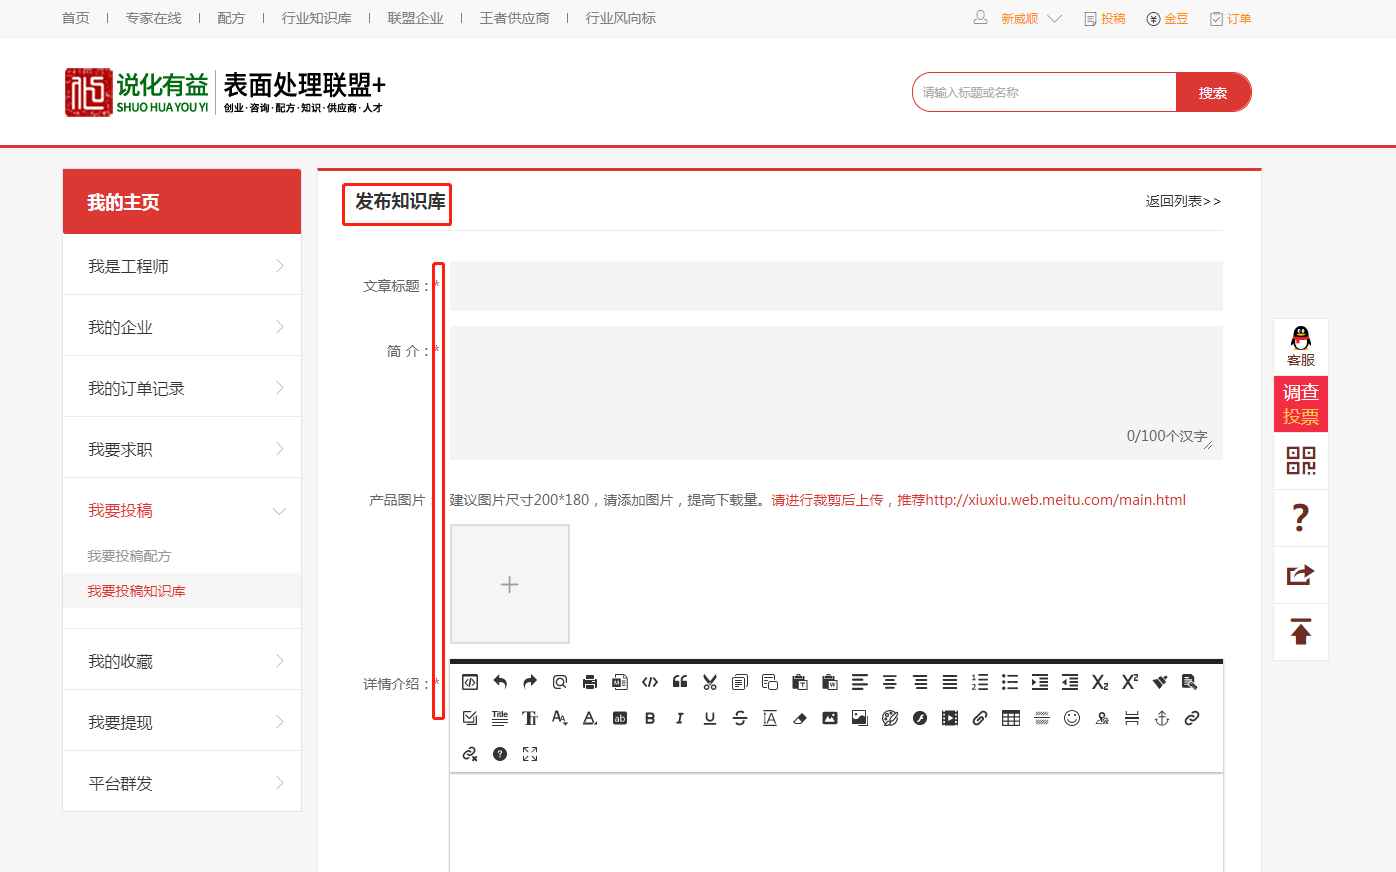 首页 | 专家在线 | 配方 | 行业知识库 | 联盟企业 | 王者供应商 | 行业风向标
新威顺 投稿 金豆 订单
说化有益
SHUO HUA YOU YI
表面处理联盟+
创业·咨询·配方·知识·供应商·人才
请输入标题或名称 搜索
我的主页
我是工程师
我的企业
我的订单记录
我要求职
我要投稿
我要投稿配方
我要投稿知识库
我的收藏
我要提现
平台群发
发布知识库 返回列表>>
文章标题：*
简 介：*
0/100个汉字
产品图片： 建议图片尺寸200*180，请添加图片，提高下载量。请进行裁剪后上传，推荐http://xiuxiu.web.meitu.com/main.html
详情介绍：*
客服
调查
投票